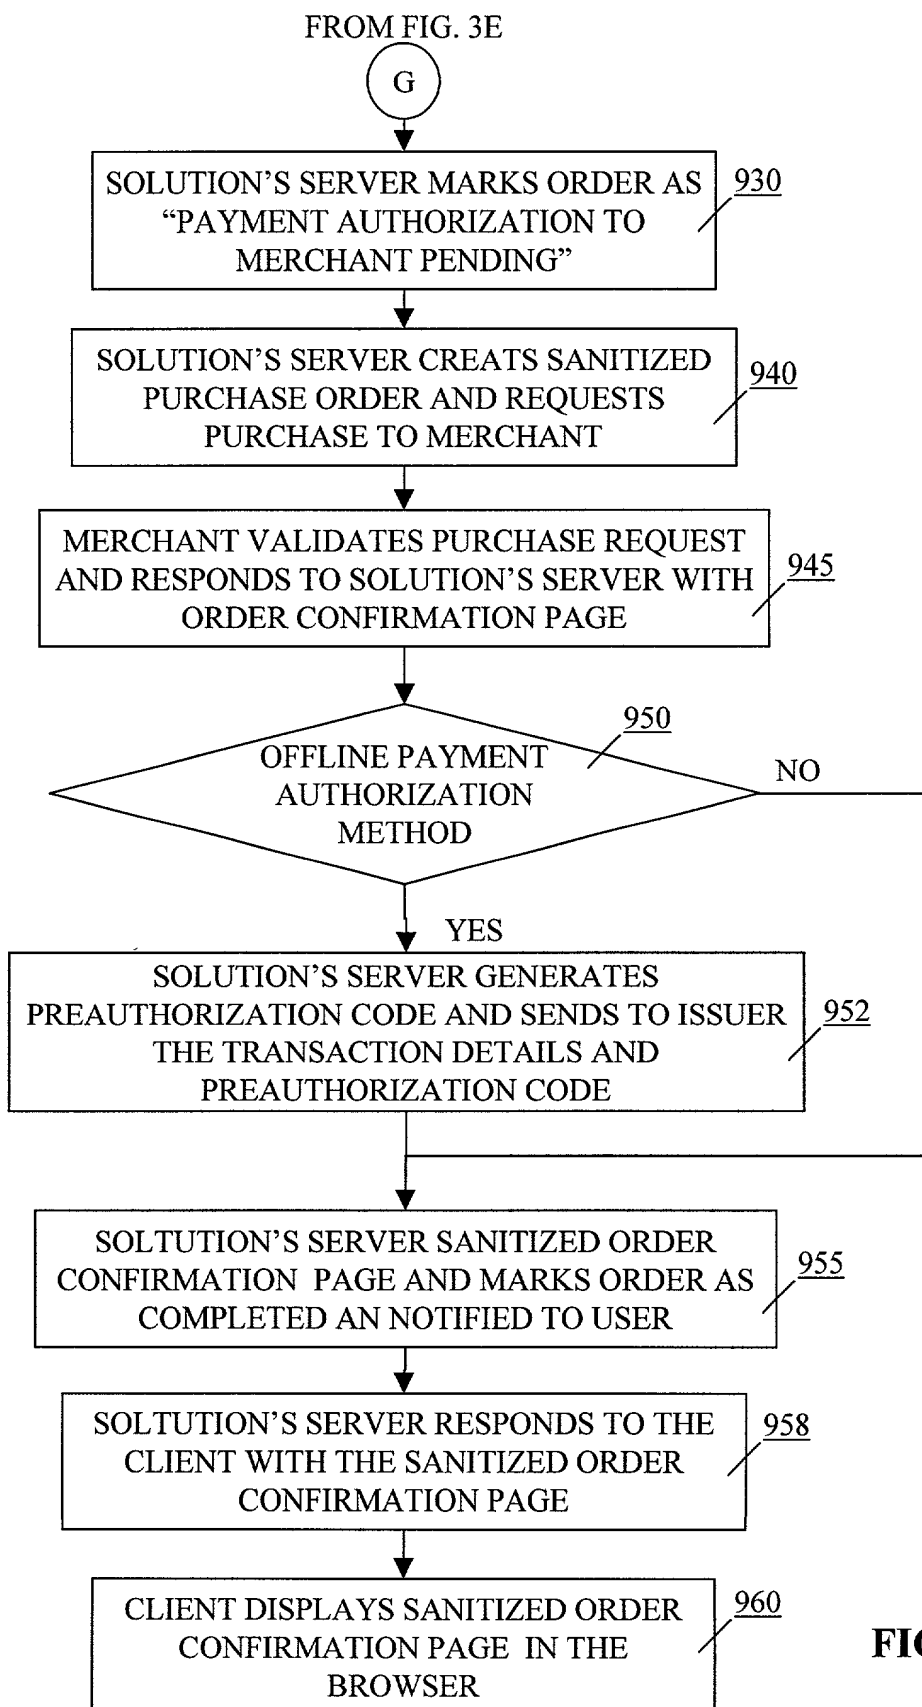 FROM FIG. 3E
G
SOLUTION'S SERVER MARKS ORDER AS
“PAYMENT AUTHORIZATION TO
MERCHANT PENDING”
930
SOLUTION'S SERVER CREATS SANITIZED
PURCHASE ORDER AND REQUESTS
PURCHASE TO MERCHANT
940
MERCHANT VALIDATES PURCHASE REQUEST
AND RESPONDS TO SOLUTION'S SERVER WITH
ORDER CONFIRMATION PAGE
945
OFFLINE PAYMENT
AUTHORIZATION
METHOD
950
NO
YES
SOLUTION'S SERVER GENERATES
PREAUTHORIZATION CODE AND SENDS TO ISSUER
THE TRANSACTION DETAILS AND
PREAUTHORIZATION CODE
952
SOLTUTION'S SERVER SANITIZED ORDER
CONFIRMATION PAGE AND MARKS ORDER AS
COMPLETED AN NOTIFIED TO USER
955
SOLTUTION'S SERVER RESPONDS TO THE
CLIENT WITH THE SANITIZED ORDER
CONFIRMATION PAGE
958
CLIENT DISPLAYS SANITIZED ORDER
CONFIRMATION PAGE IN THE
BROWSER
960
FIG